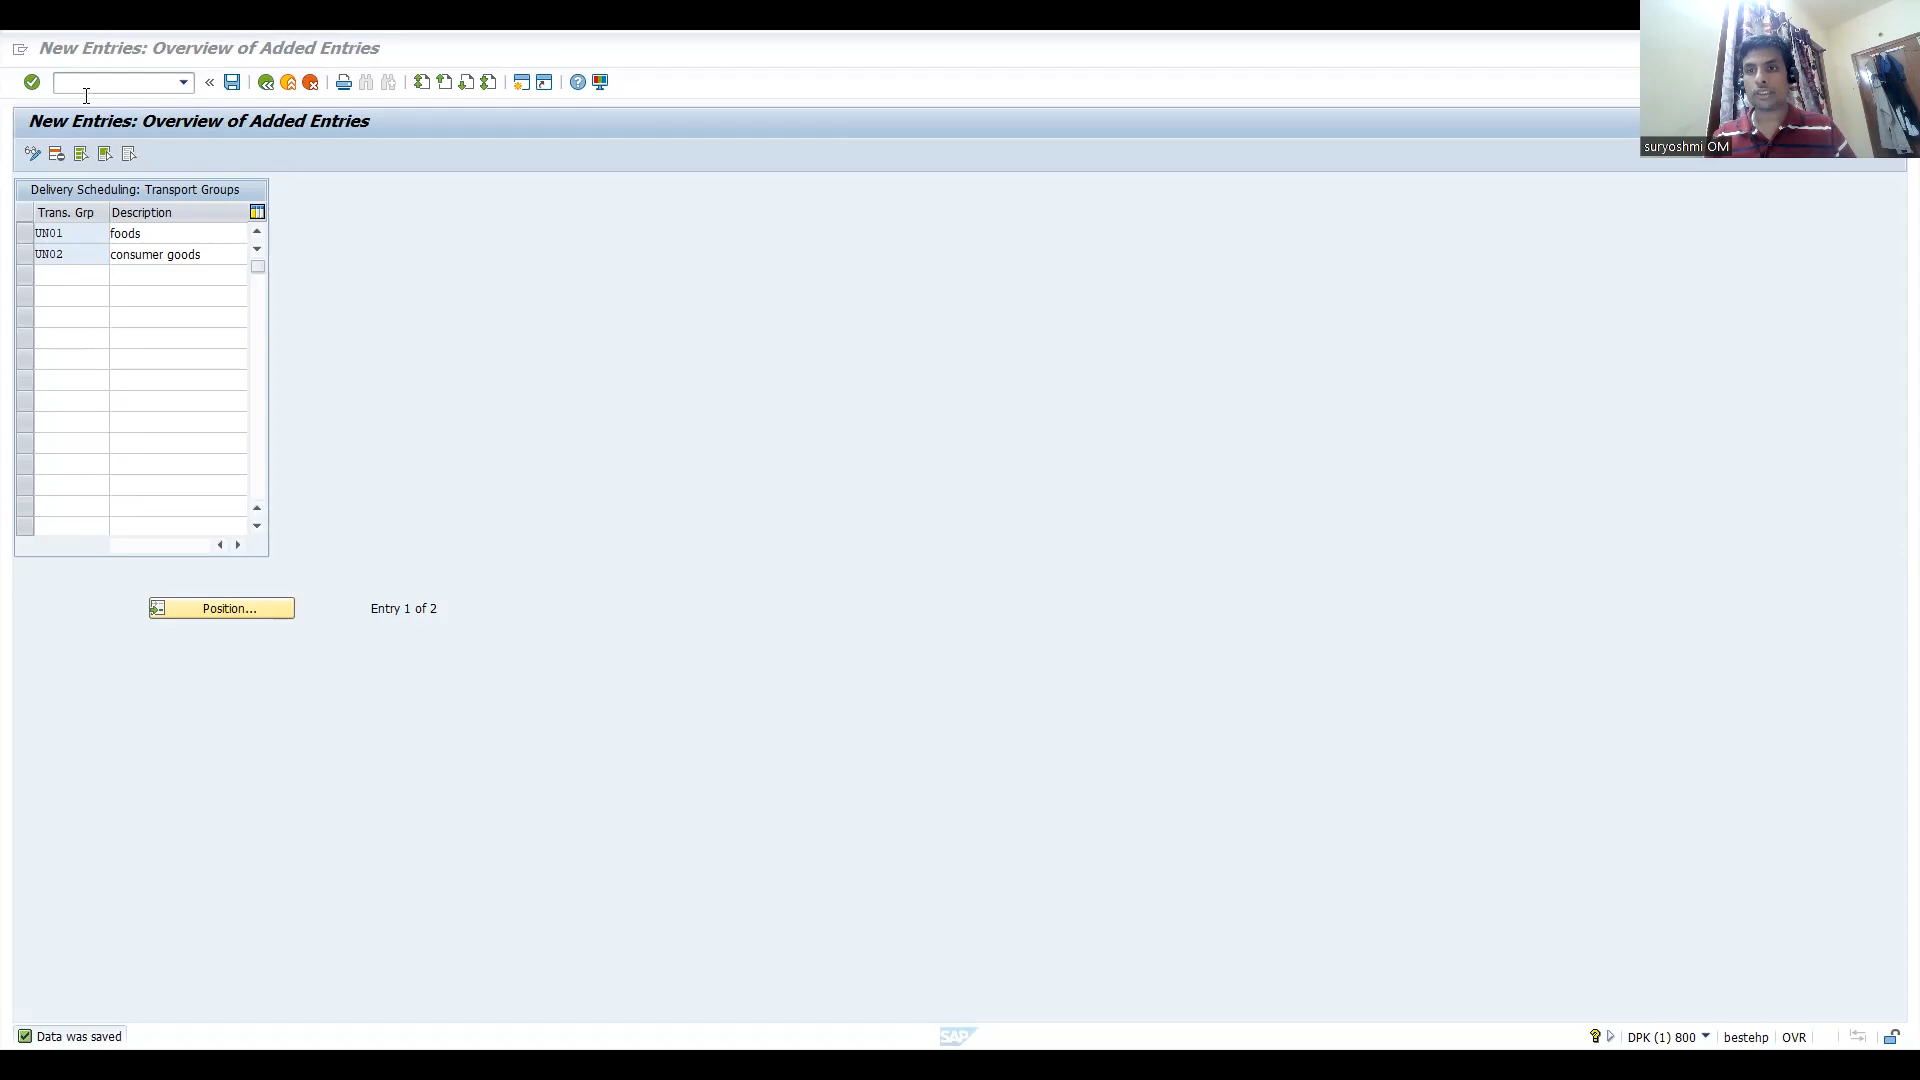 New Entries: Overview of Added Entries
«
New Entries: Overview of Added Entries
Delivery Scheduling: Transport Groups
Trans. Grp Description
UN01 foods
UN02 consumer goods
Position... Entry 1 of 2
suryoshmi OM
Data was saved
SAP
DPK (1) 800 bestehp OVR